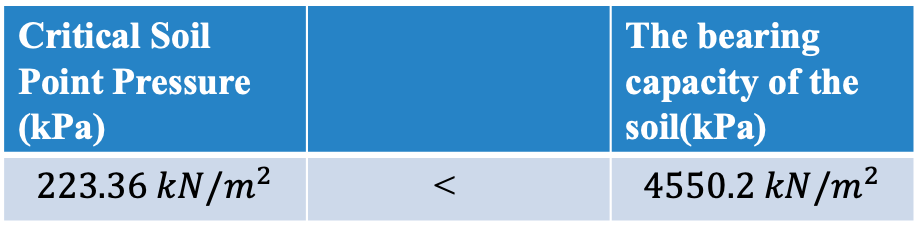 Critical Soil
Point Pressure
(kPa)
The bearing
capacity of the
soil(kPa)
223.36 kN/m²
<
4550.2 kN/m²